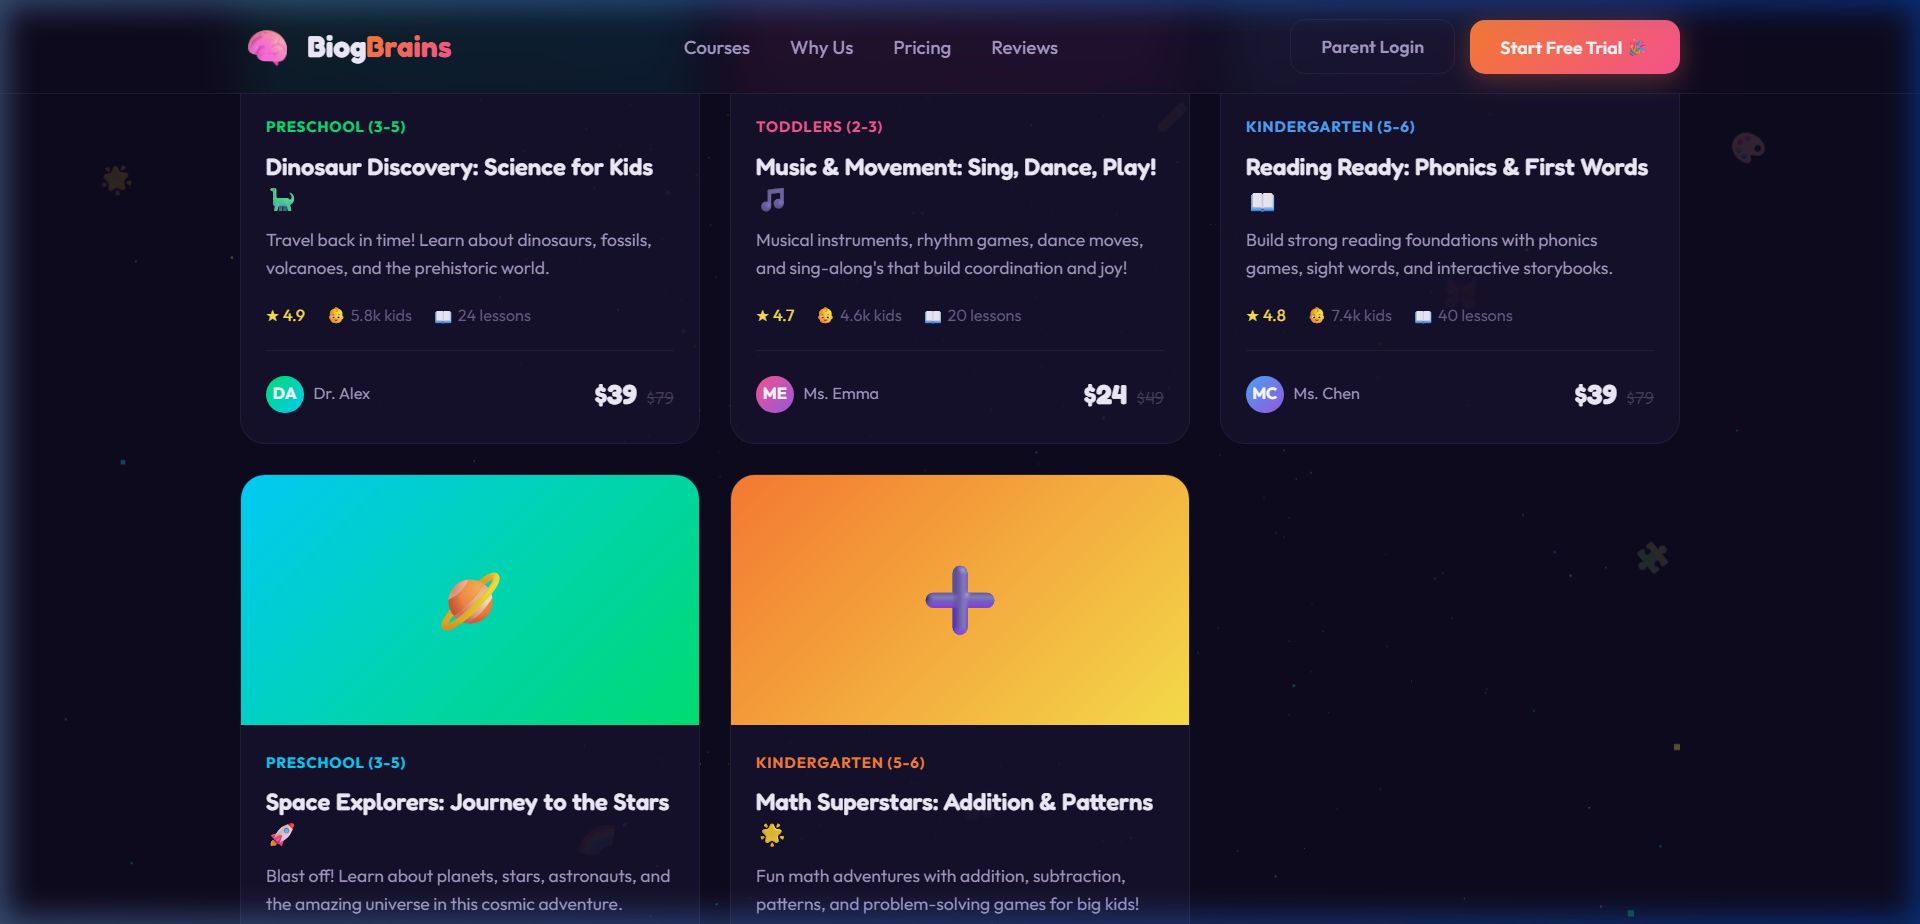 BiogBrains
Courses
Why Us
Pricing
Reviews
Parent Login
Start Free Trial 🎉
PRESCHOOL (3-5)
Dinosaur Discovery: Science for Kids
🦕
Travel back in time! Learn about dinosaurs, fossils,
volcanoes, and the prehistoric world.
★ 4.9 👶 5.8k kids 📖 24 lessons
DA Dr. Alex $39 $79
TODDLERS (2-3)
Music & Movement: Sing, Dance, Play!
🎵
Musical instruments, rhythm games, dance moves,
and sing-along's that build coordination and joy!
★ 4.7 👶 4.6k kids 📖 20 lessons
ME Ms. Emma $24 $49
KINDERGARTEN (5-6)
Reading Ready: Phonics & First Words
📖
Build strong reading foundations with phonics
games, sight words, and interactive storybooks.
★ 4.8 👶 7.4k kids 📖 40 lessons
MC Ms. Chen $39 $79
PRESCHOOL (3-5)
Space Explorers: Journey to the Stars
🚀
Blast off! Learn about planets, stars, astronauts, and
the amazing universe in this cosmic adventure.
KINDERGARTEN (5-6)
Math Superstars: Addition & Patterns
🌟
Fun math adventures with addition, subtraction,
patterns, and problem-solving games for big kids!